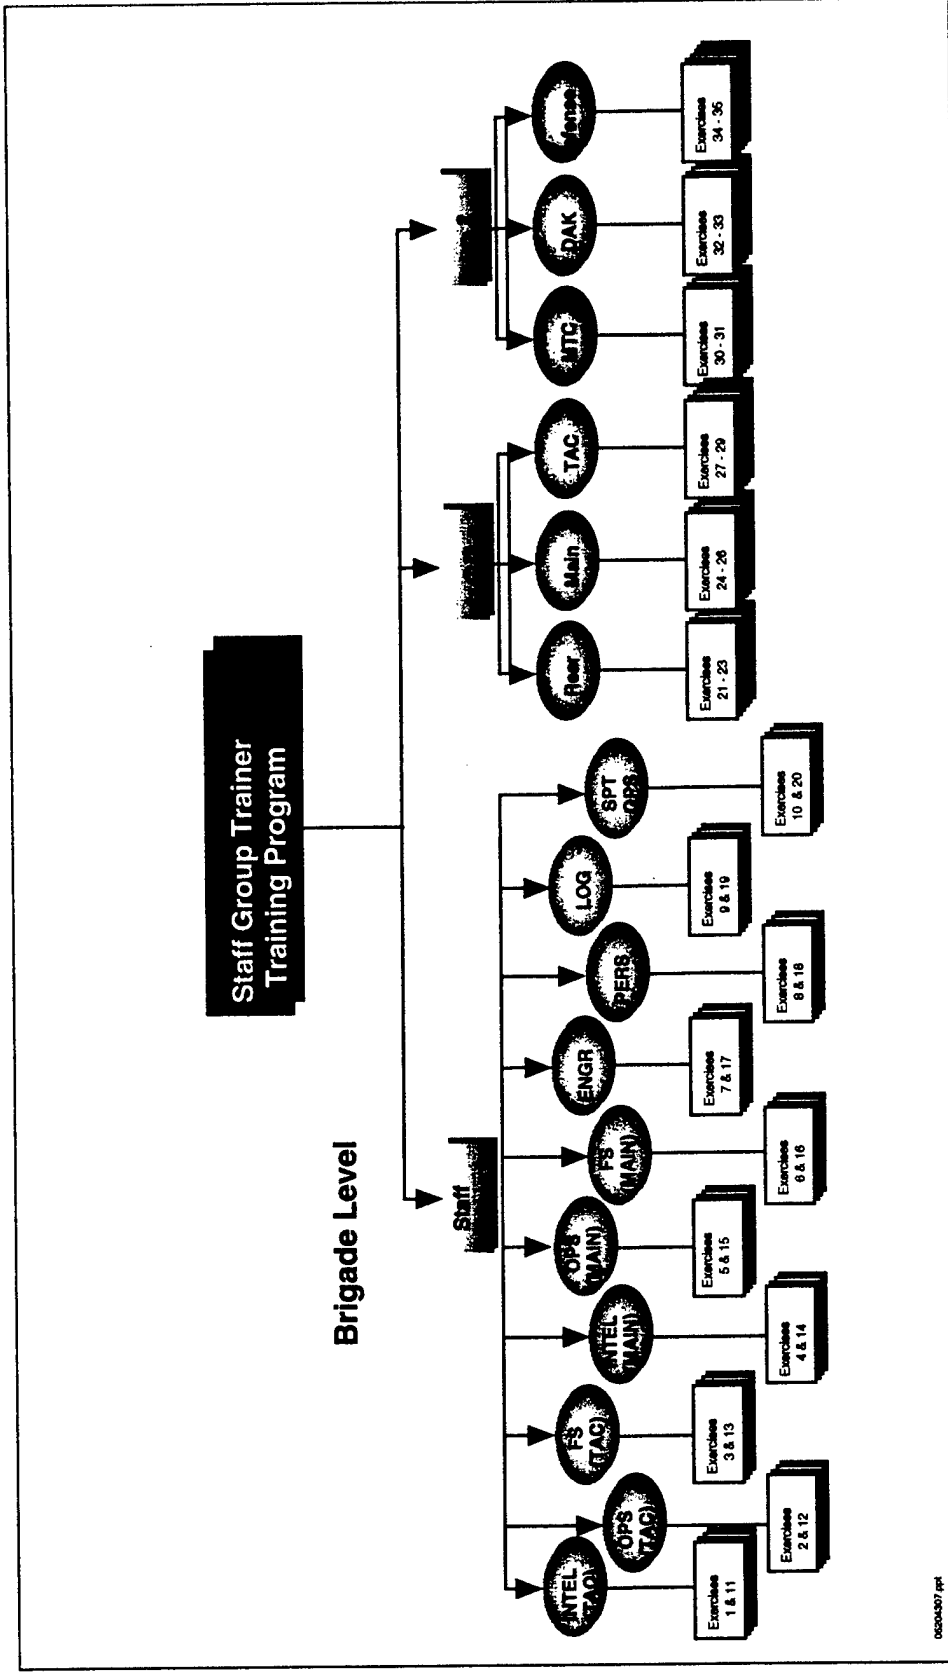 Staff Group Trainer
Training Program
Brigade Level
Staff
INTEL
(TAC)
OPS
(TAC)
FS
(TAC)
INTEL
(MAIN)
OPS
(MAIN)
FS
(MAIN)
ENGR
PERS
LOG
SPT
OPS
Rear
Main
TAC
MTC
DAK
Exercises
1 & 11
Exercises
2 & 12
Exercises
3 & 13
Exercises
4 & 14
Exercises
5 & 15
Exercises
6 & 16
Exercises
7 & 17
Exercises
8 & 18
Exercises
9 & 19
Exercises
10 & 20
Exercises
21 - 23
Exercises
24 - 26
Exercises
27 - 29
Exercises
30 - 31
Exercises
32 - 33
Exercises
34 - 35
06204307.ppt